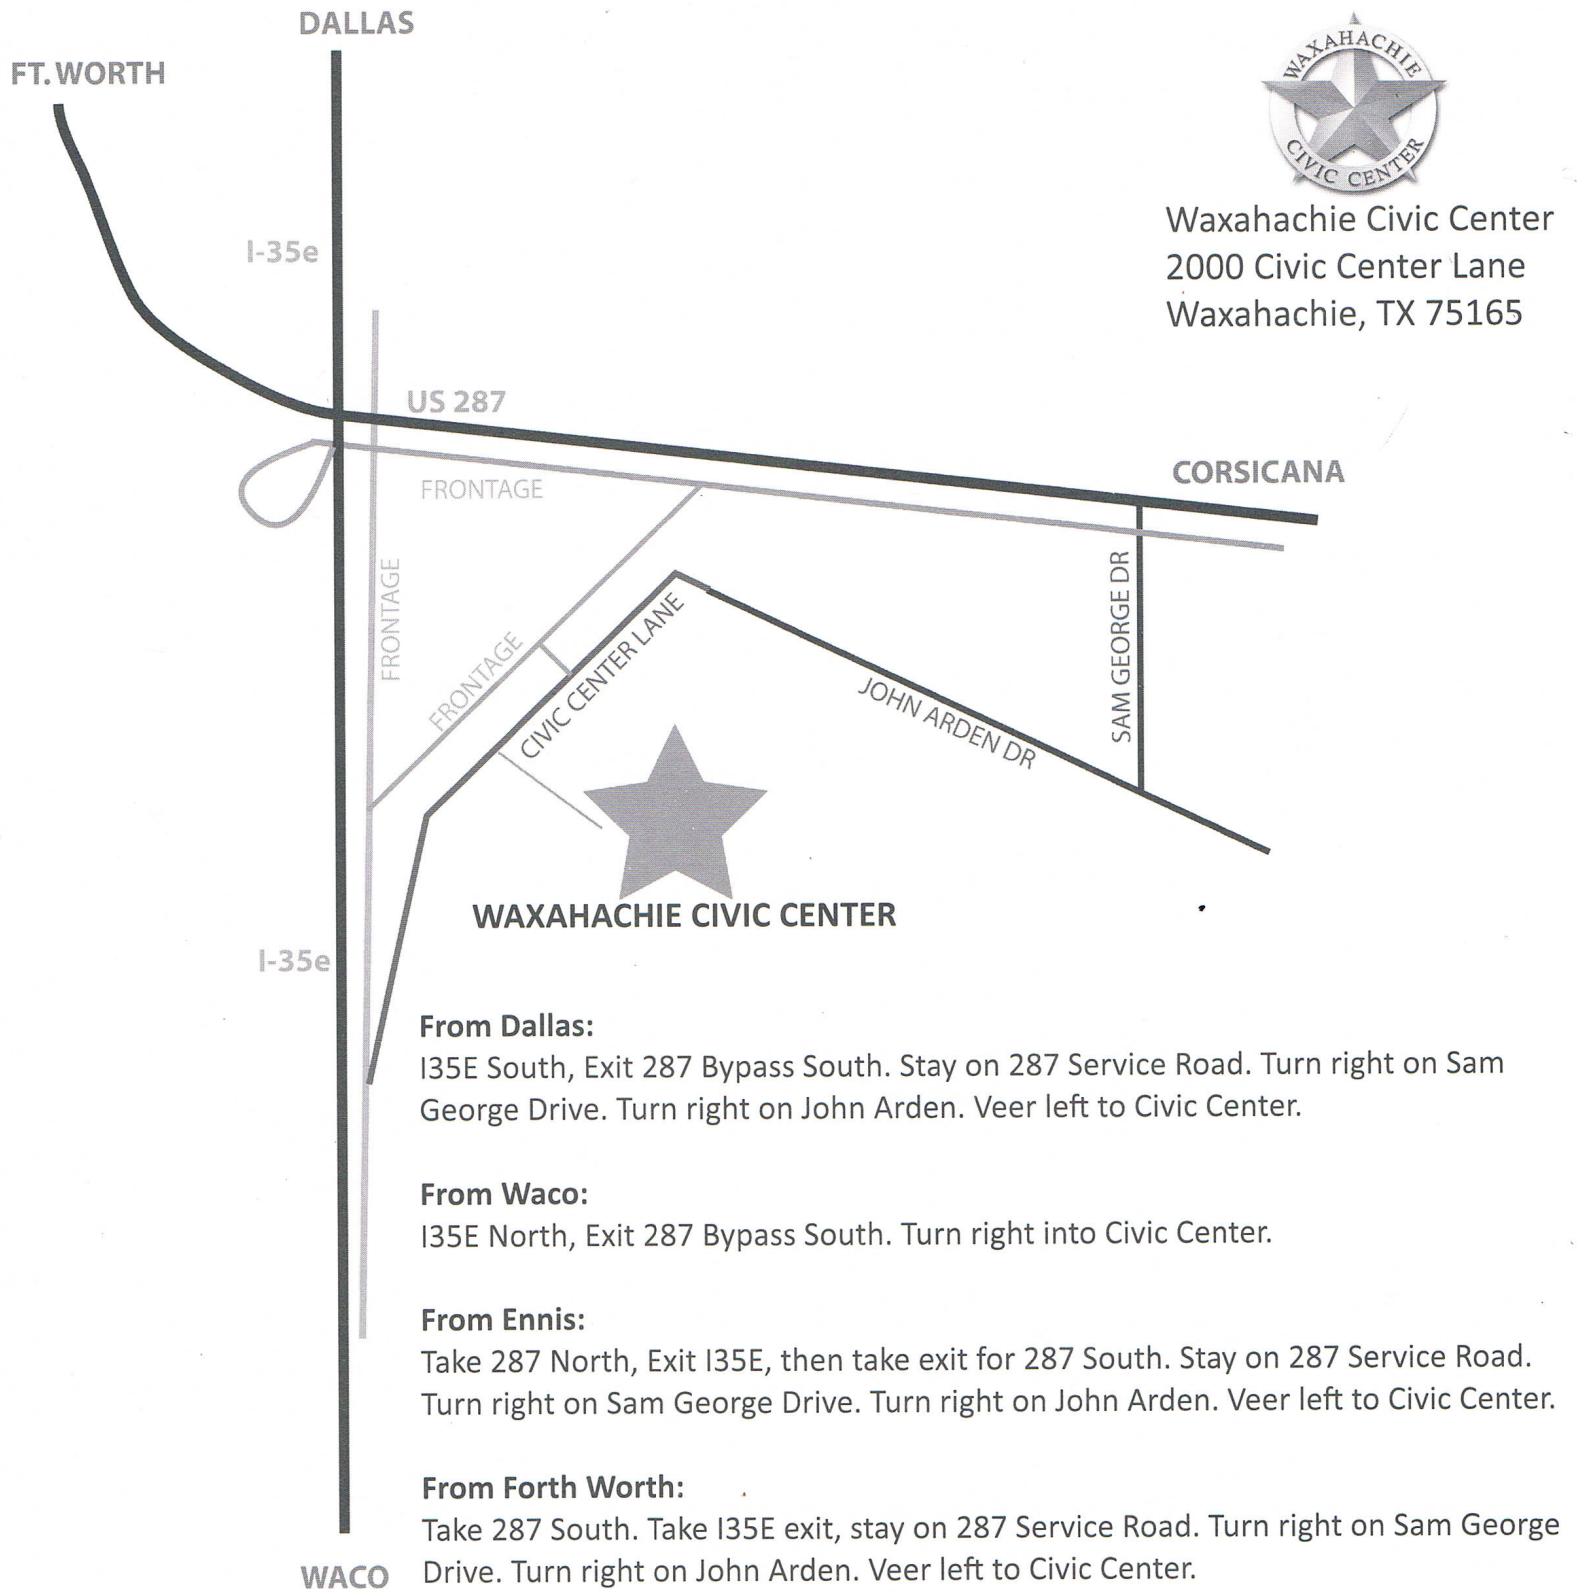 DALLAS
FT. WORTH
WAXAHACHIE
CIVIC CENTER
Waxahachie Civic Center
2000 Civic Center Lane
Waxahachie, TX 75165
I-35e
US 287
CORSICANA
FRONTAGE
FRONTAGE
FRONTAGE
CIVIC CENTER LANE
JOHN ARDEN DR
SAM GEORGE DR
WAXAHACHIE CIVIC CENTER
I-35e
From Dallas:
I35E South, Exit 287 Bypass South. Stay on 287 Service Road. Turn right on Sam
George Drive. Turn right on John Arden. Veer left to Civic Center.
From Waco:
I35E North, Exit 287 Bypass South. Turn right into Civic Center.
From Ennis:
Take 287 North, Exit I35E, then take exit for 287 South. Stay on 287 Service Road.
Turn right on Sam George Drive. Turn right on John Arden. Veer left to Civic Center.
From Forth Worth:
Take 287 South. Take I35E exit, stay on 287 Service Road. Turn right on Sam George
Drive. Turn right on John Arden. Veer left to Civic Center.
WACO